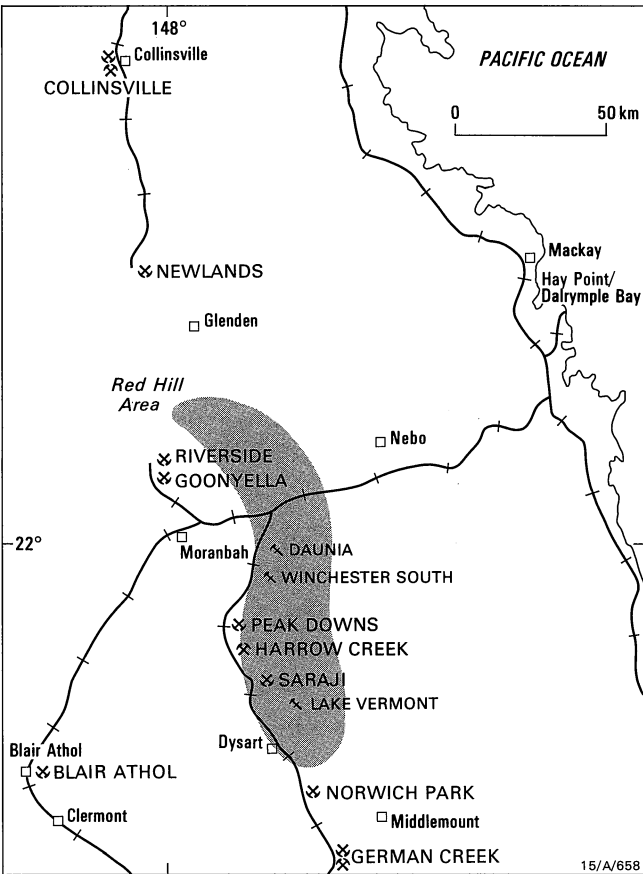 148°
Collinsville
COLLINSVILLE
PACIFIC OCEAN
0 50 km
Mackay
Hay Point/
Dalrymple Bay
NEWLANDS
Glenden
Red Hill
Area
Nebo
RIVERSIDE
GOONYELLA
22°
Moranbah
DAUNIA
WINCHESTER SOUTH
PEAK DOWNS
HARROW CREEK
SARAJI
LAKE VERMONT
Dysart
Blair Athol
BLAIR ATHOL
NORWICH PARK
Clermont
Middlemount
GERMAN CREEK
15/A/658